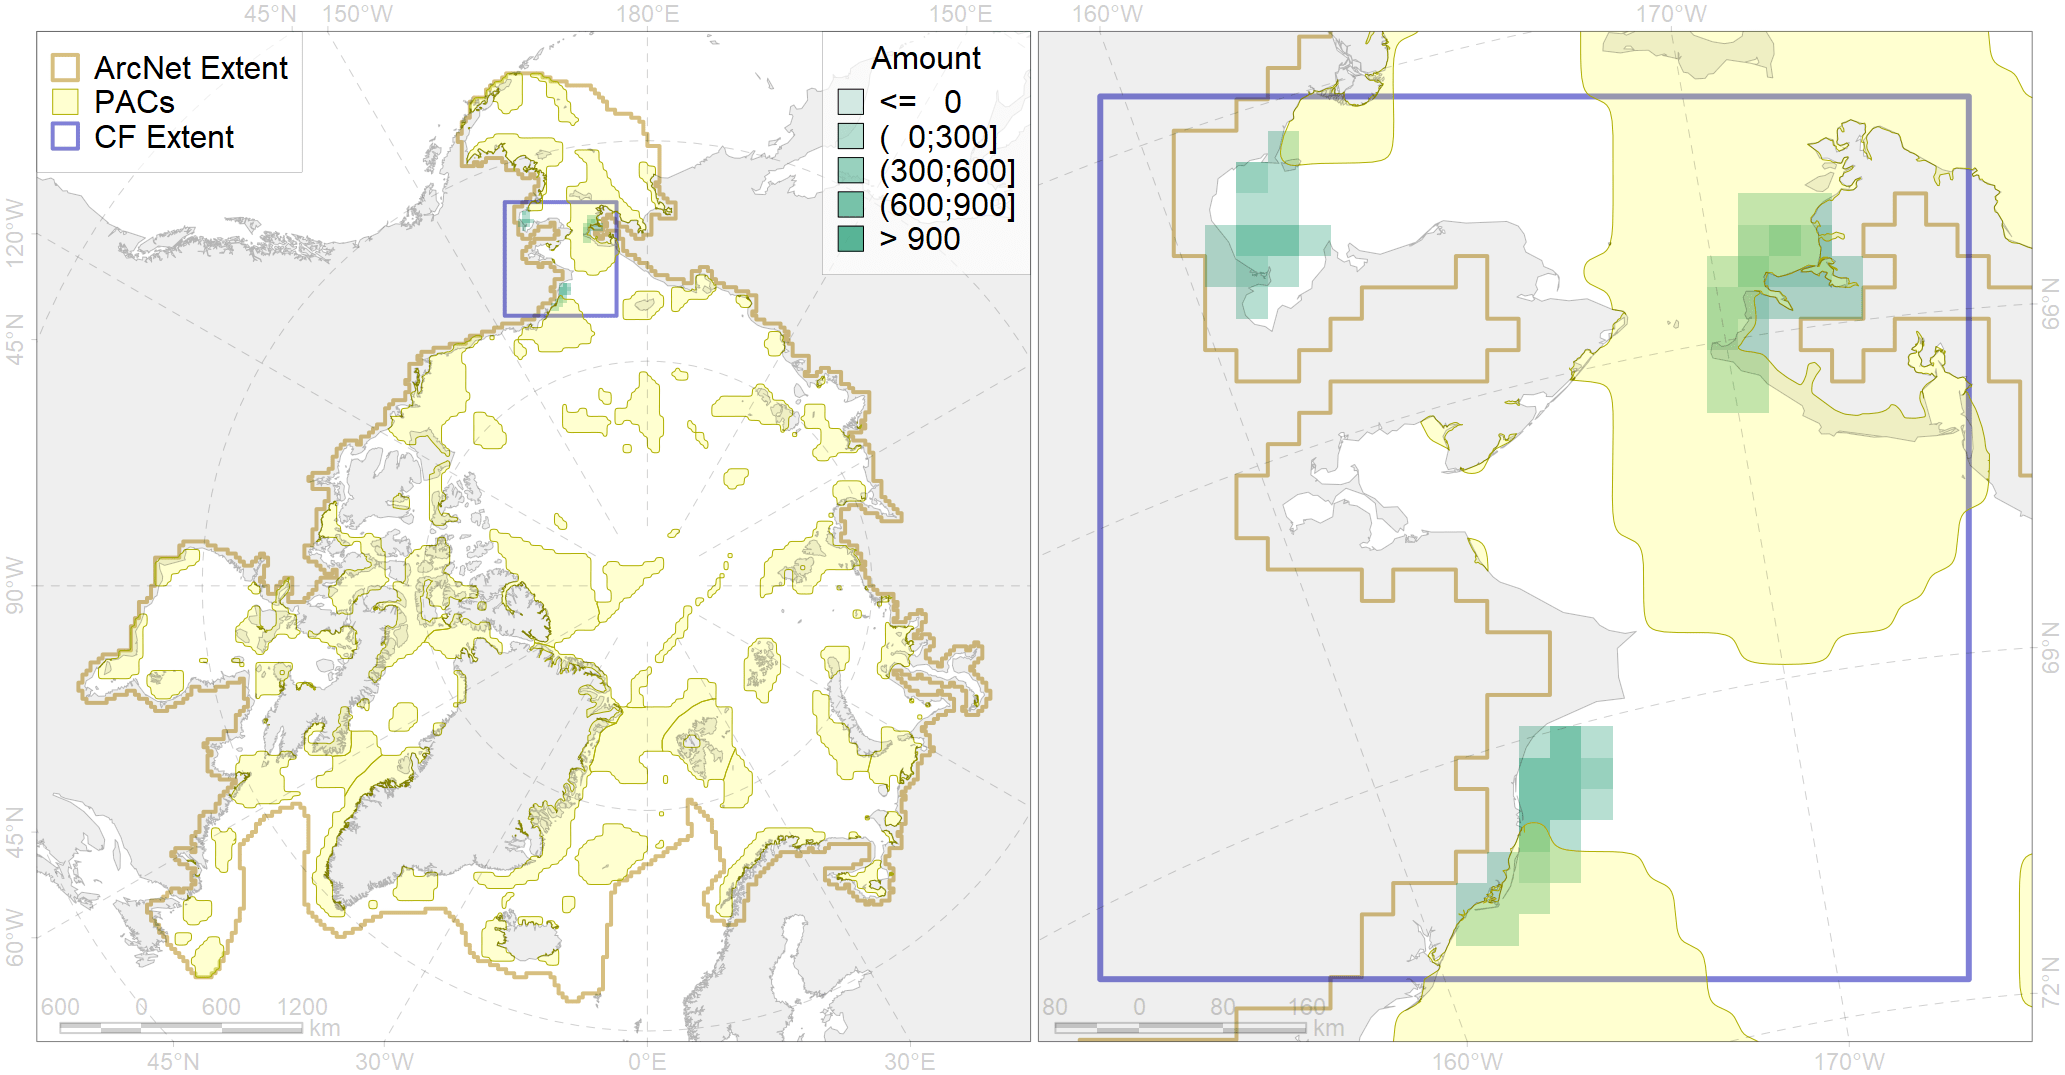 45°N 150°W 180°E 150°E 160°W 170°W
ArcNet Extent
PACs
CF Extent
Amount
<= 0
( 0;300]
(300;600]
(600;900]
> 900
120°W
45°N
90°W
45°N
60°W
66°N
69°N
72°N
600 0 600 1200
km
80 0 80 160
km
45°N 30°W 0°E 30°E 160°W 170°W